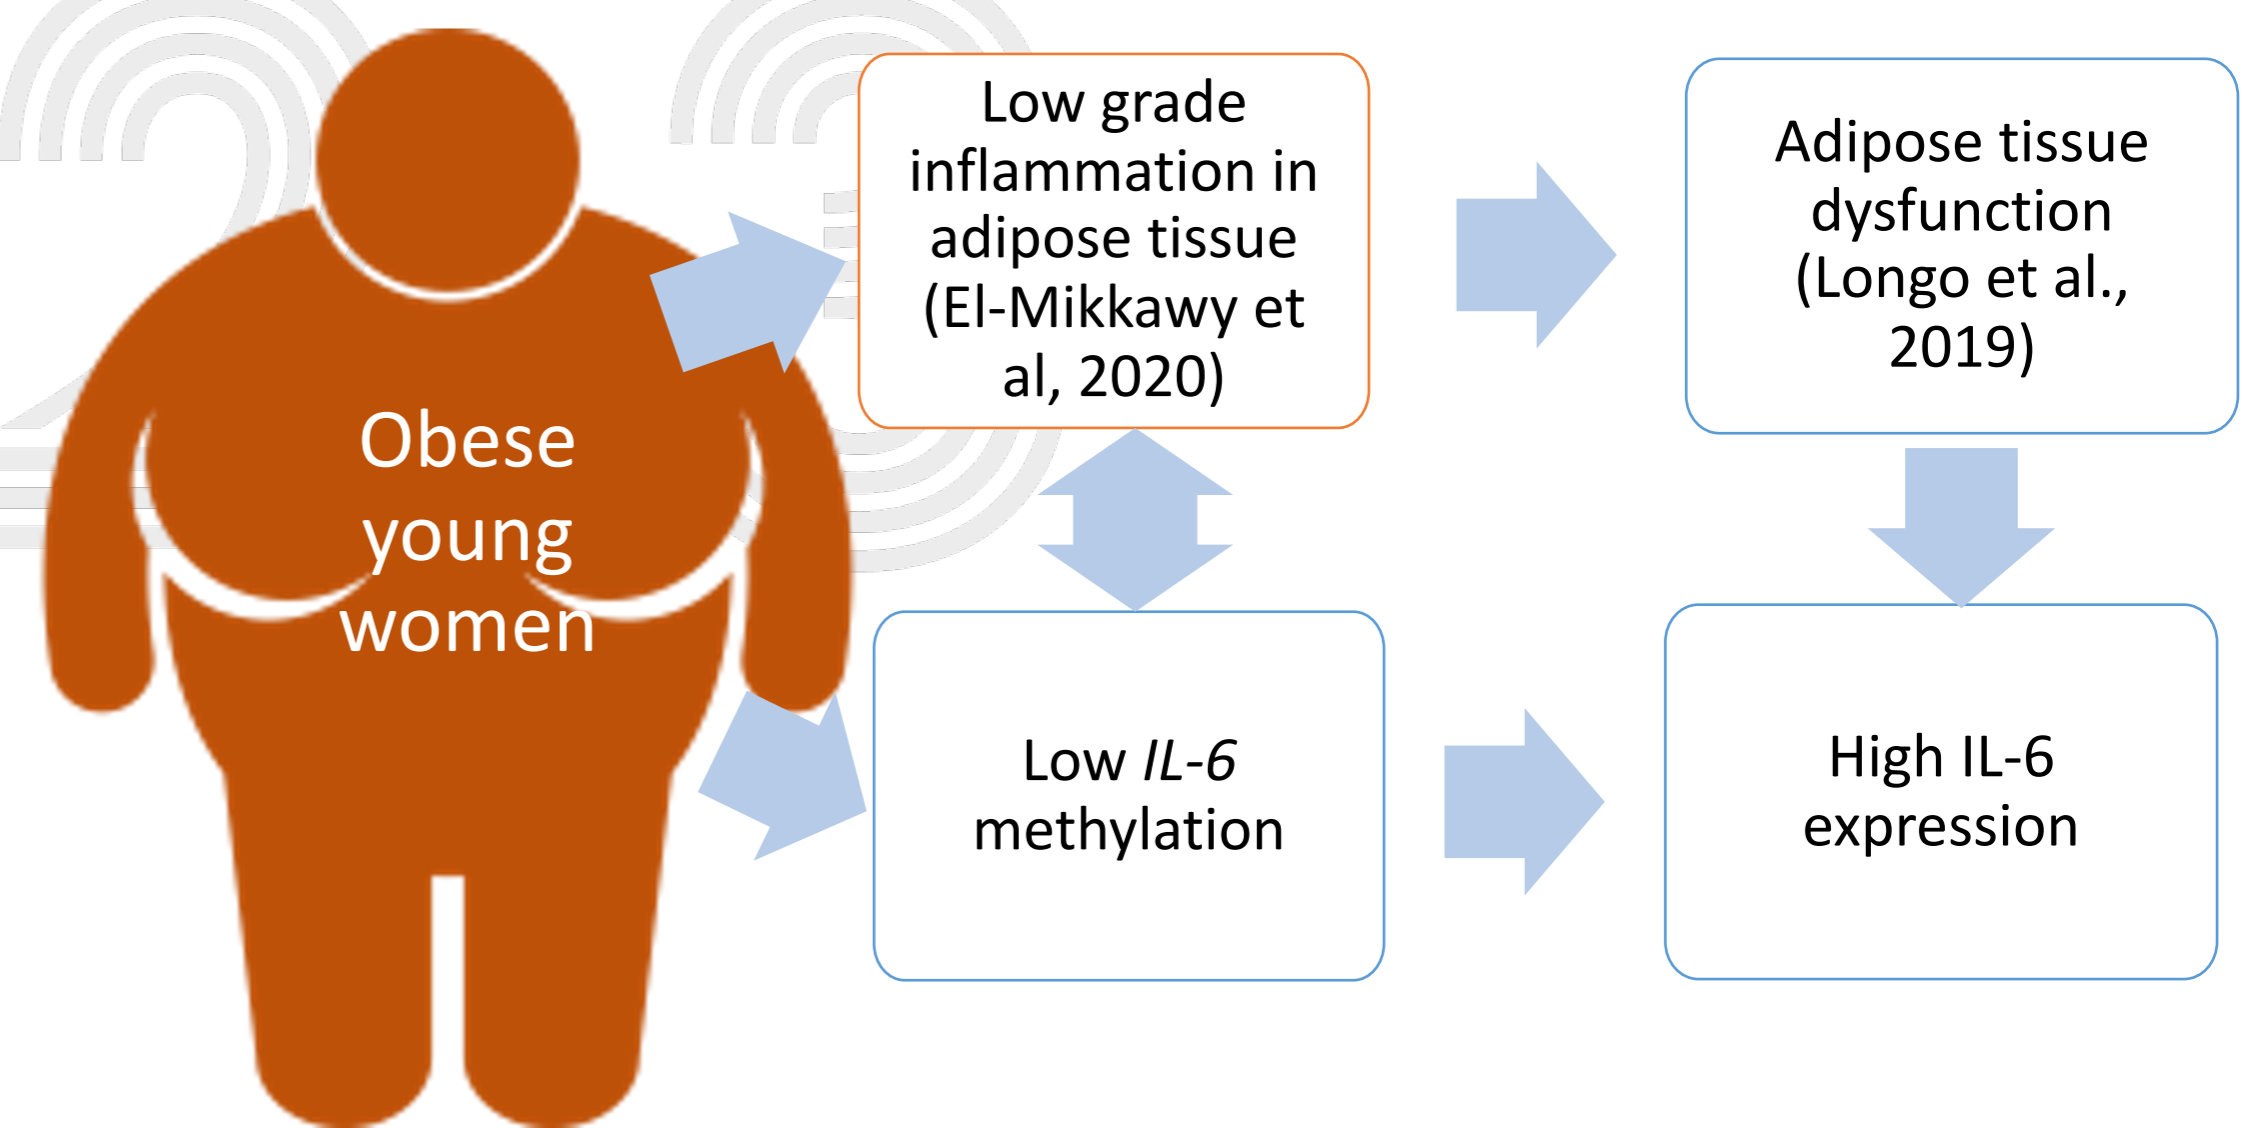 Obese
young
women
Low grade
inflammation in
adipose tissue
(El-Mikkawy et
al, 2020)
Adipose tissue
dysfunction
(Longo et al.,
2019)
Low IL-6
methylation
High IL-6
expression